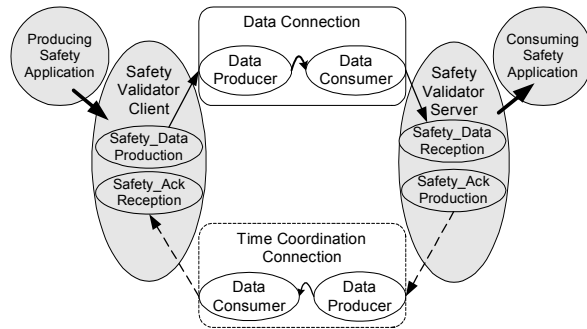 Data Connection
Producing
Safety
Application
Consuming
Safety
Application
Data
Producer
Data
Consumer
Safety
Validator
Client
Safety
Validator
Server
Safety_Data
Production
Safety_Data
Reception
Safety_Ack
Reception
Safety_Ack
Production
Time Coordination
Connection
Data
Consumer
Data
Producer